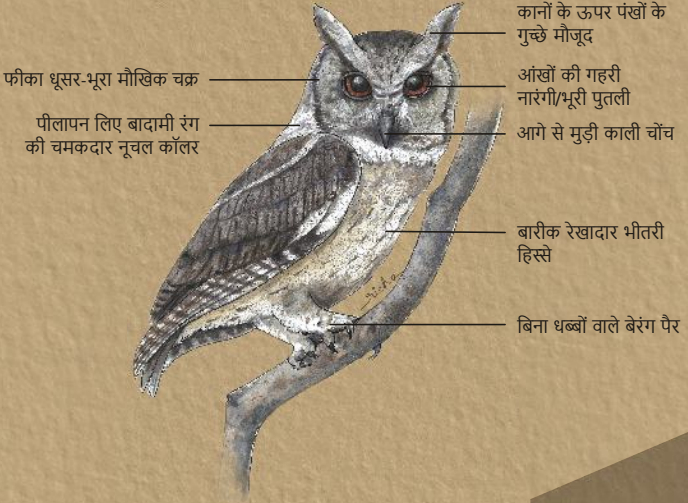 कानों के ऊपर पंखों के
गुच्छे मौजूद
फीका धूसर-भूरा मौखिक चक्र
आंखों की गहरी
नारंगी/भूरी पुतली
पीलापन लिए बादामी रंग
की चमकदार नूचल कॉलर
आगे से मुड़ी काली चोंच
बारीक रेखादार भीतरी
हिस्से
बिना धब्बों वाले बेरंग पैर